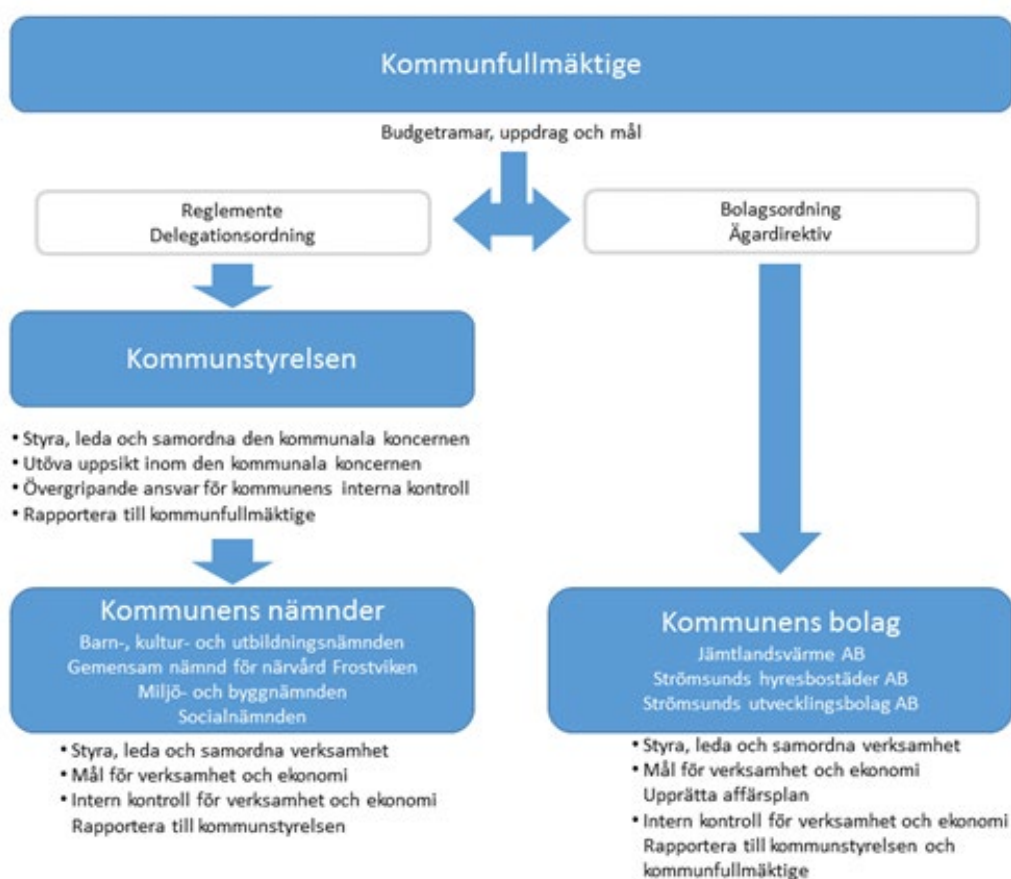 Kommunfullmäktige
Budgetramar, uppdrag och mål
Reglemente
Delegationsordning
Bolagsordning
Ägardirektiv
Kommunstyrelsen
• Styra, leda och samordna den kommunala koncernen
• Utöva uppsikt inom den kommunala koncernen
• Övergripande ansvar för kommunens interna kontroll
• Rapportera till kommunfullmäktige
Kommunens nämnder
Barn-, kultur- och utbildningsnämnden
Gemensam nämnd för närvård Frostviken
Miljö- och byggnämnden
Socialnämnden
• Styra, leda och samordna verksamhet
• Mål för verksamhet och ekonomi
• Intern kontroll för verksamhet och ekonomi
Rapportera till kommunstyrelsen
Kommunens bolag
Jämtlandsvärme AB
Strömsunds hyresbostäder AB
Strömsunds utvecklingsbolag AB
• Styra, leda och samordna verksamhet
• Mål för verksamhet och ekonomi
Upprätta affärsplan
• Intern kontroll för verksamhet och ekonomi
Rapportera till kommunstyrelsen och
kommunfullmäktige